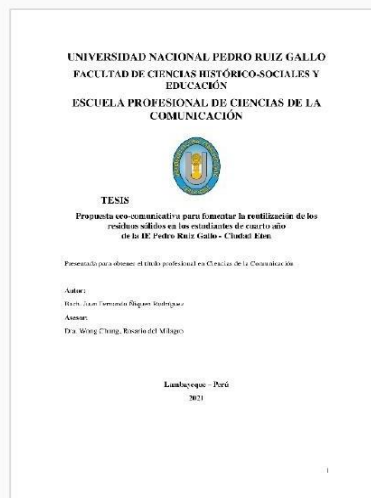 UNIVERSIDAD NACIONAL PEDRO RUIZ GALLO
FACULTAD DE CIENCIAS HISTÓRICO-SOCIALES Y
EDUCACIÓN
ESCUELA PROFESIONAL DE CIENCIAS DE LA
COMUNICACIÓN
TESIS
Propuesta eco-comunicativa para fomentar la reutilización de los
residuos sólidos en los estudiantes de cuarto año
de la IE Pedro Ruiz Gallo - Ciudad Eten
Presentada para obtener el título profesional en Ciencias de la Comunicación
Autor:
Bach. Juan Fernando Ñiquen Rodríguez
Asesor:
Dra. Wong Chung, Rosario del Milagro
Lambayeque – Perú
2021